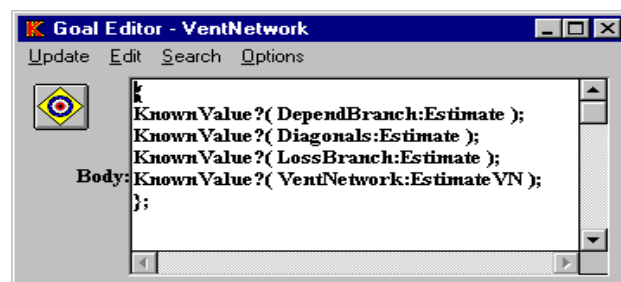 Goal Editor - VentNetwork
Update Edit Search Options
{
KnownValue?( DependBranch:Estimate );
KnownValue?( Diagonals:Estimate );
KnownValue?( LossBranch:Estimate );
Body: KnownValue?( VentNetwork:EstimateVN );
};